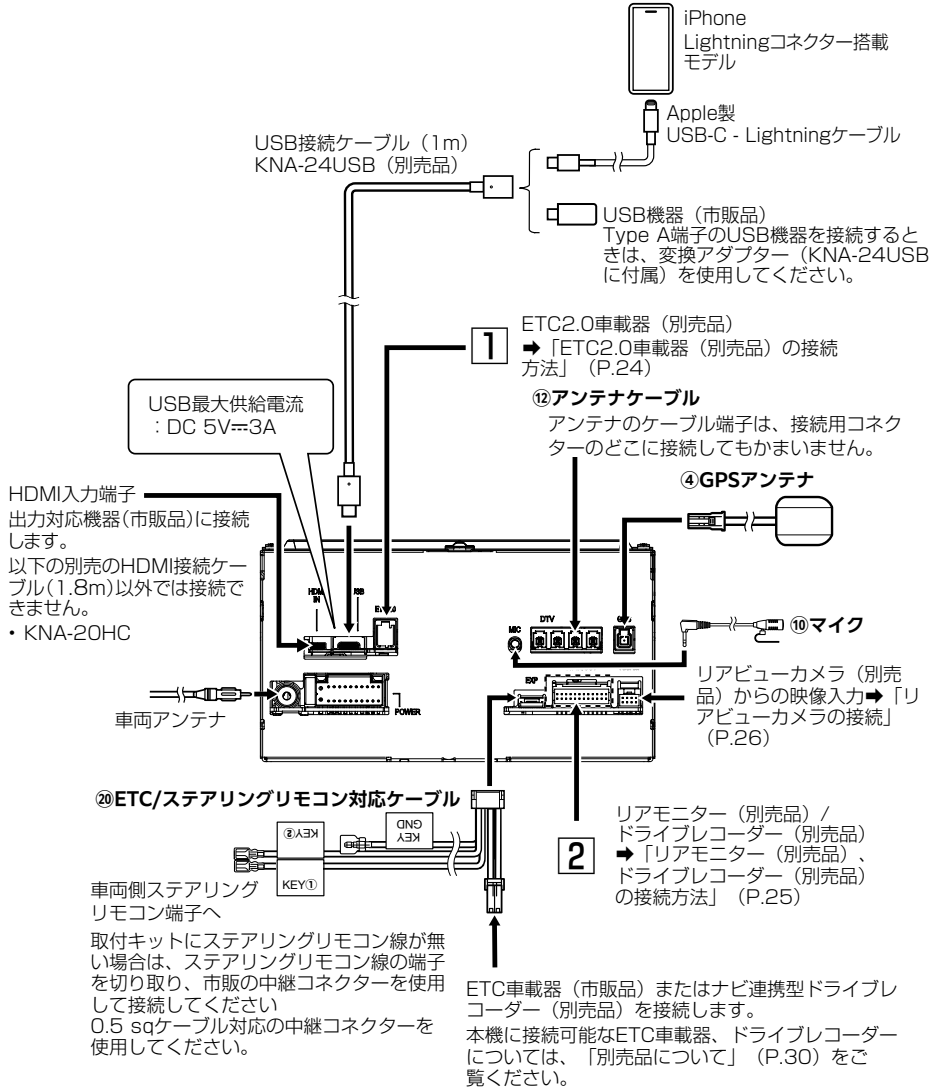 iPhone
Lightningコネクター搭載
モデル
Apple製
USB-C - Lightningケーブル
USB接続ケーブル（1m）
KNA-24USB（別売品）
USB機器（市販品）
Type A端子のUSB機器を接続すると
きは、変換アダプター（KNA-24USB
に付属）を使用してください。
1
ETC2.0車載器（別売品）
➡「ETC2.0車載器（別売品）の接続
方法」（P.24）
USB最大供給電流
：DC 5V⎓3A
⑫アンテナケーブル
アンテナのケーブル端子は、接続用コネク
ターのどこに接続してもかまいません。
④GPSアンテナ
HDMI入力端子
出力対応機器（市販品）に接続
します。
以下の別売のHDMI接続ケー
ブル（1.8m）以外では接続で
きません。
• KNA-20HC
IN
DTV
MIC
⑩マイク
EXP
POWER
車両アンテナ
リアビューカメラ（別売
品）からの映像入力➡「リ
アビューカメラの接続」
（P.26）
⑳ETC/ステアリングリモコン対応ケーブル
KEY②
KEY
GND
KEY①
車両側ステアリング
リモコン端子へ
取付キットにステアリングリモコン線が無
い場合は、ステアリングリモコン線の端子
を切り取り、市販の中継コネクターを使用
して接続してください
0.5 sqケーブル対応の中継コネクターを
使用してください。
2
リアモニター（別売品）/
ドライブレコーダー（別売品）
➡「リアモニター（別売品）、
ドライブレコーダー（別売品）
の接続方法」（P.25）
ETC車載器（市販品）またはナビ連携型ドライブレ
コーダー（別売品）を接続します。
本機に接続可能なETC車載器、ドライブレコーダー
については、「別売品について」（P.30）をご
覧ください。